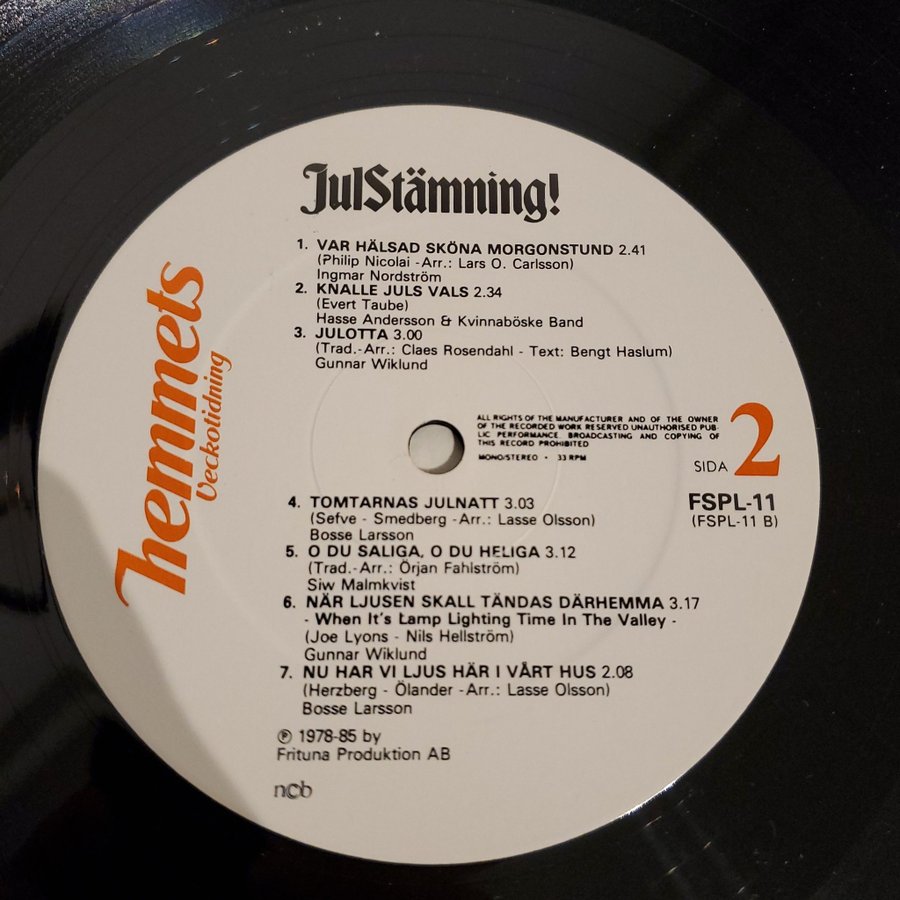 JulStämning!
1. VAR HÄLSAD SKÖNA MORGONSTUND 2.41
(Philip Nicolai -Arr.: Lars O. Carlsson)
Ingmar Nordström
2. KNALLE JULS VALS 2.34
(Evert Taube)
Hasse Andersson & Kvinnaböske Band
3. JULOTTA 3.00
(Trad.-Arr.: Claes Rosendahl - Text: Bengt Haslum)
Gunnar Wiklund
hemmets
Veckotidning
ALL RIGHTS OF THE MANUFACTURER AND OF THE OWNER
OF THE RECORDED WORK RESERVED UNAUTHORISED PUB-
LIC PERFORMANCE BROADCASTING AND COPYING OF
THIS RECORD PROHIBITED
MONO/STEREO • 33 RPM
SIDA 2
FSPL-11
(FSPL-11 B)
4. TOMTARNAS JULNATT 3.03
(Sefve - Smedberg -Arr.: Lasse Olsson)
Bosse Larsson
5. O DU SALIGA, O DU HELIGA 3.12
(Trad.-Arr.: Örjan Fahlström)
Siw Malmkvist
6. NÄR LJUSEN SKALL TÄNDAS DÄRHEMMA 3.17
- When It's Lamp Lighting Time In The Valley -
(Joe Lyons - Nils Hellström)
Gunnar Wiklund
7. NU HAR VI LJUS HÄR I VÅRT HUS 2.08
(Herzberg - Ölander -Arr.: Lasse Olsson)
Bosse Larsson
℗ 1978-85 by
Frituna Produktion AB
ncb